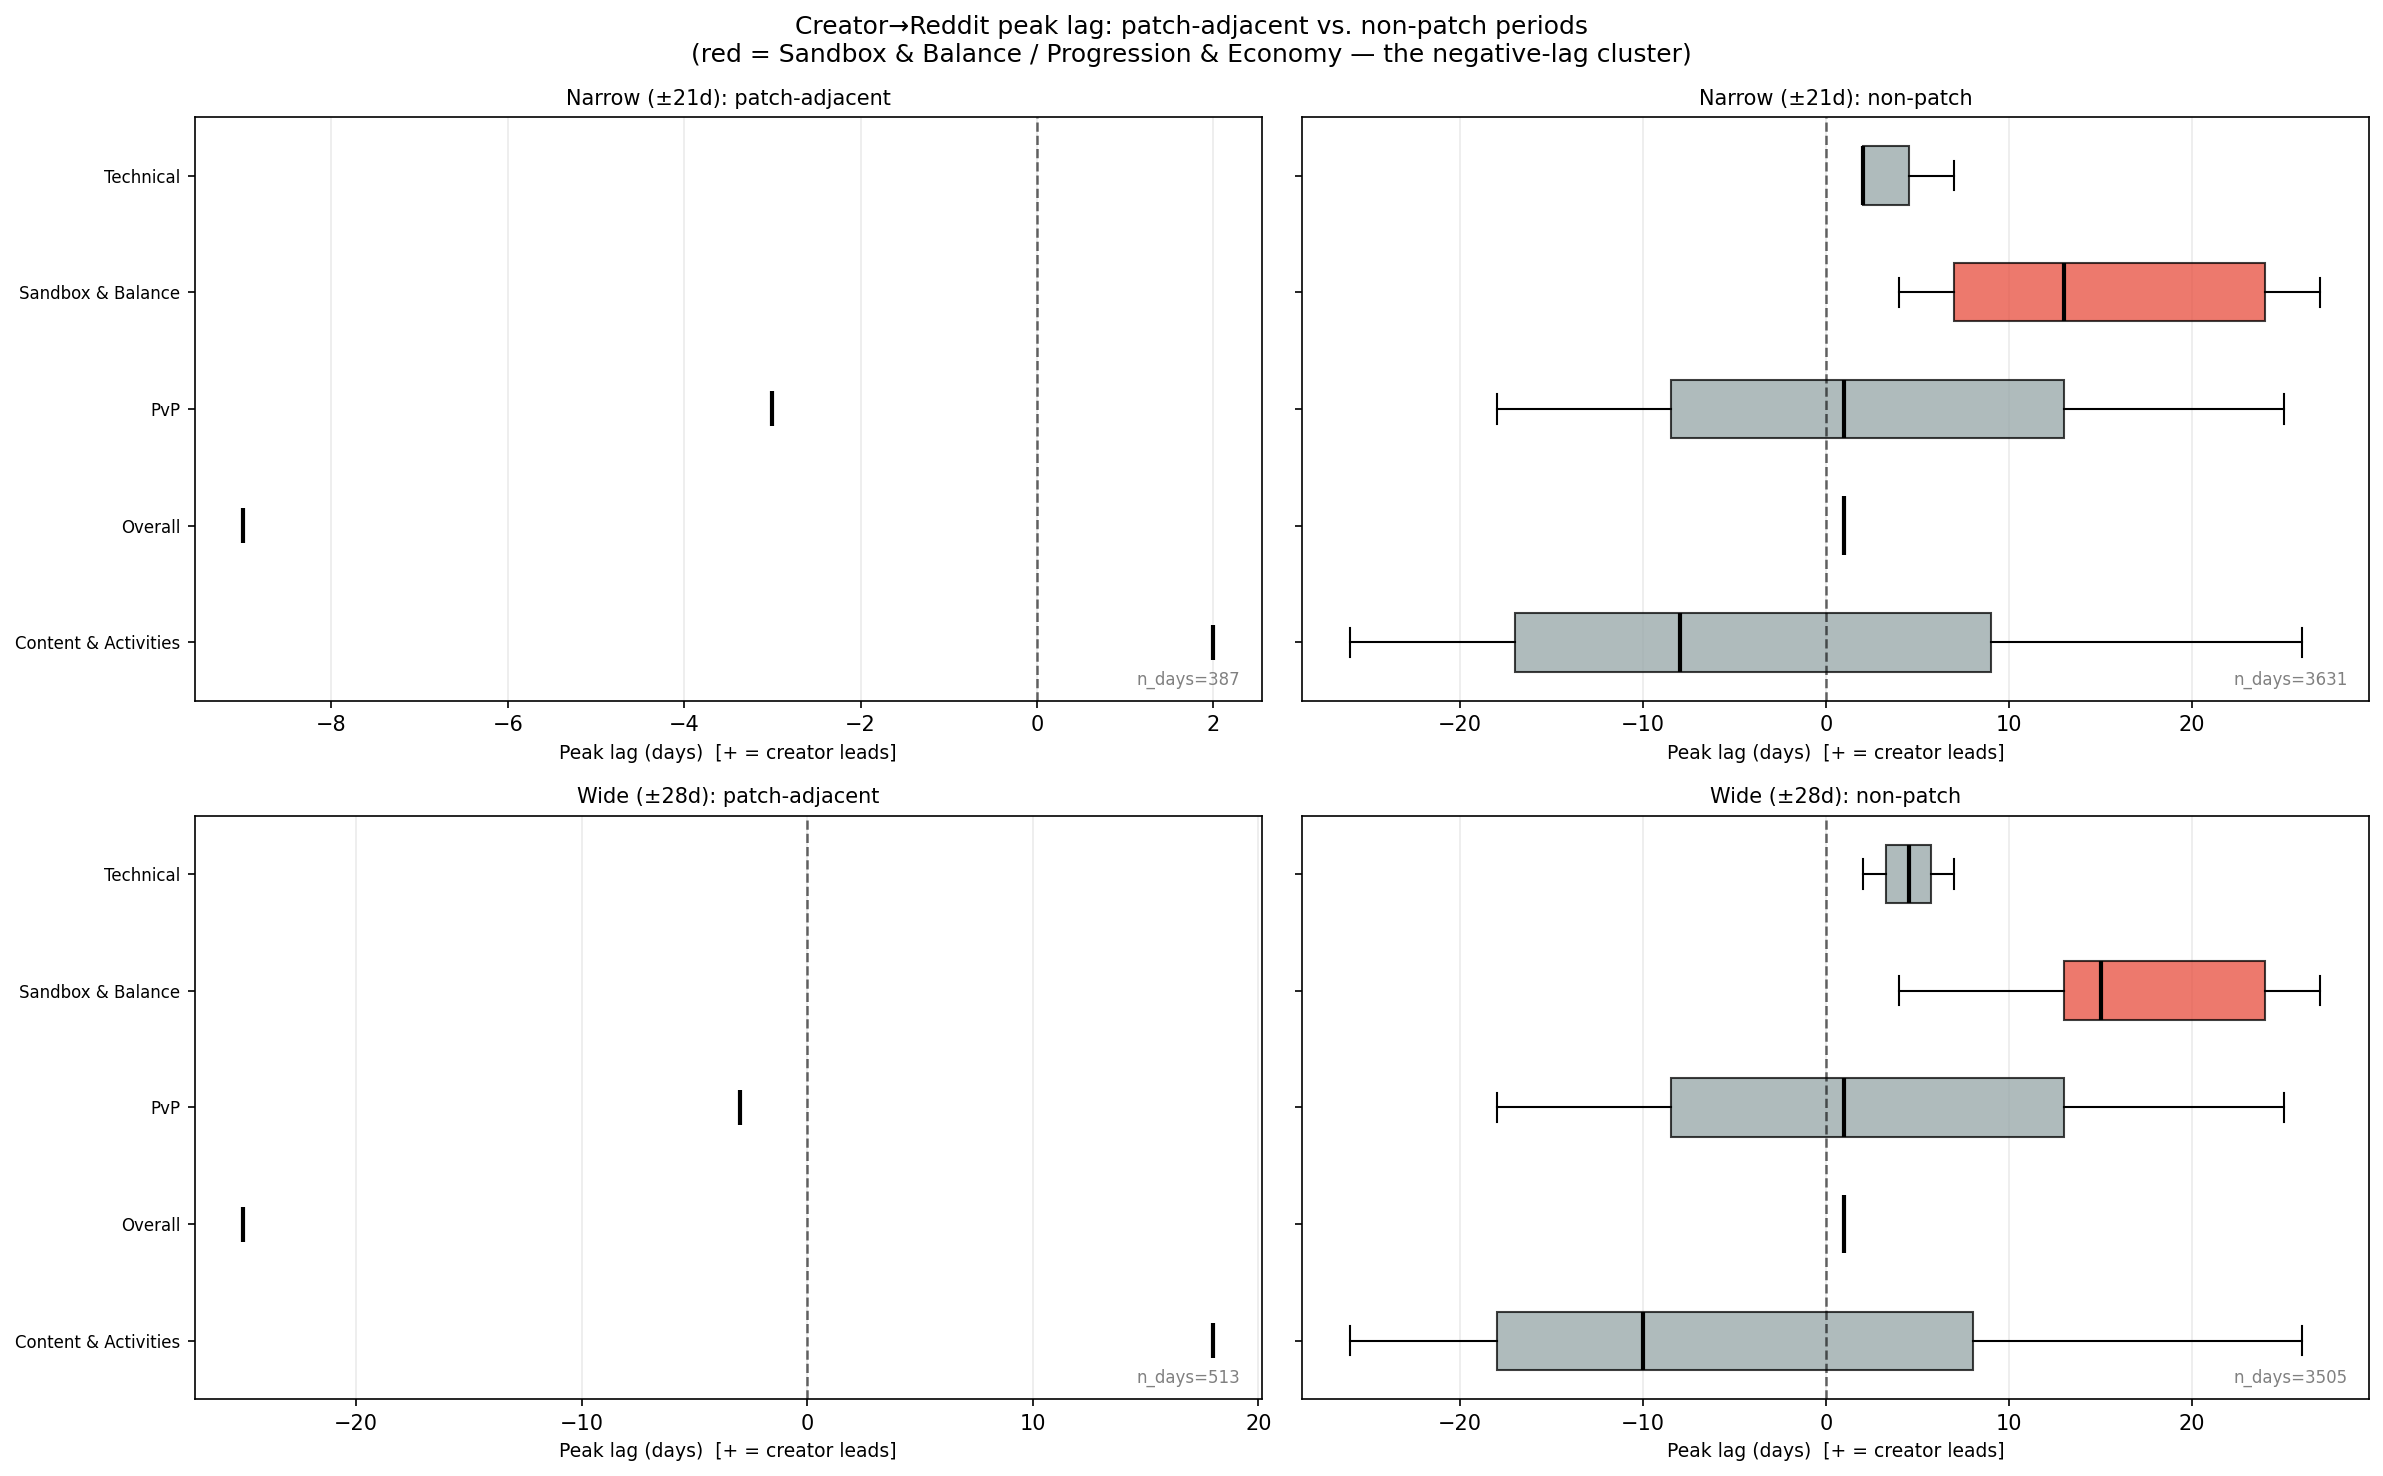 Creator→Reddit peak lag: patch-adjacent vs. non-patch periods
(red = Sandbox & Balance / Progression & Economy — the negative-lag cluster)
Narrow (±21d): patch-adjacent
Technical
Sandbox & Balance
PvP
Overall
Content & Activities
n_days=387
−8 −6 −4 −2 0 2
Peak lag (days)  [+ = creator leads]
Narrow (±21d): non-patch
n_days=3631
−20 −10 0 10 20
Peak lag (days)  [+ = creator leads]
Wide (±28d): patch-adjacent
Technical
Sandbox & Balance
PvP
Overall
Content & Activities
n_days=513
−20 −10 0 10 20
Peak lag (days)  [+ = creator leads]
Wide (±28d): non-patch
n_days=3505
−20 −10 0 10 20
Peak lag (days)  [+ = creator leads]